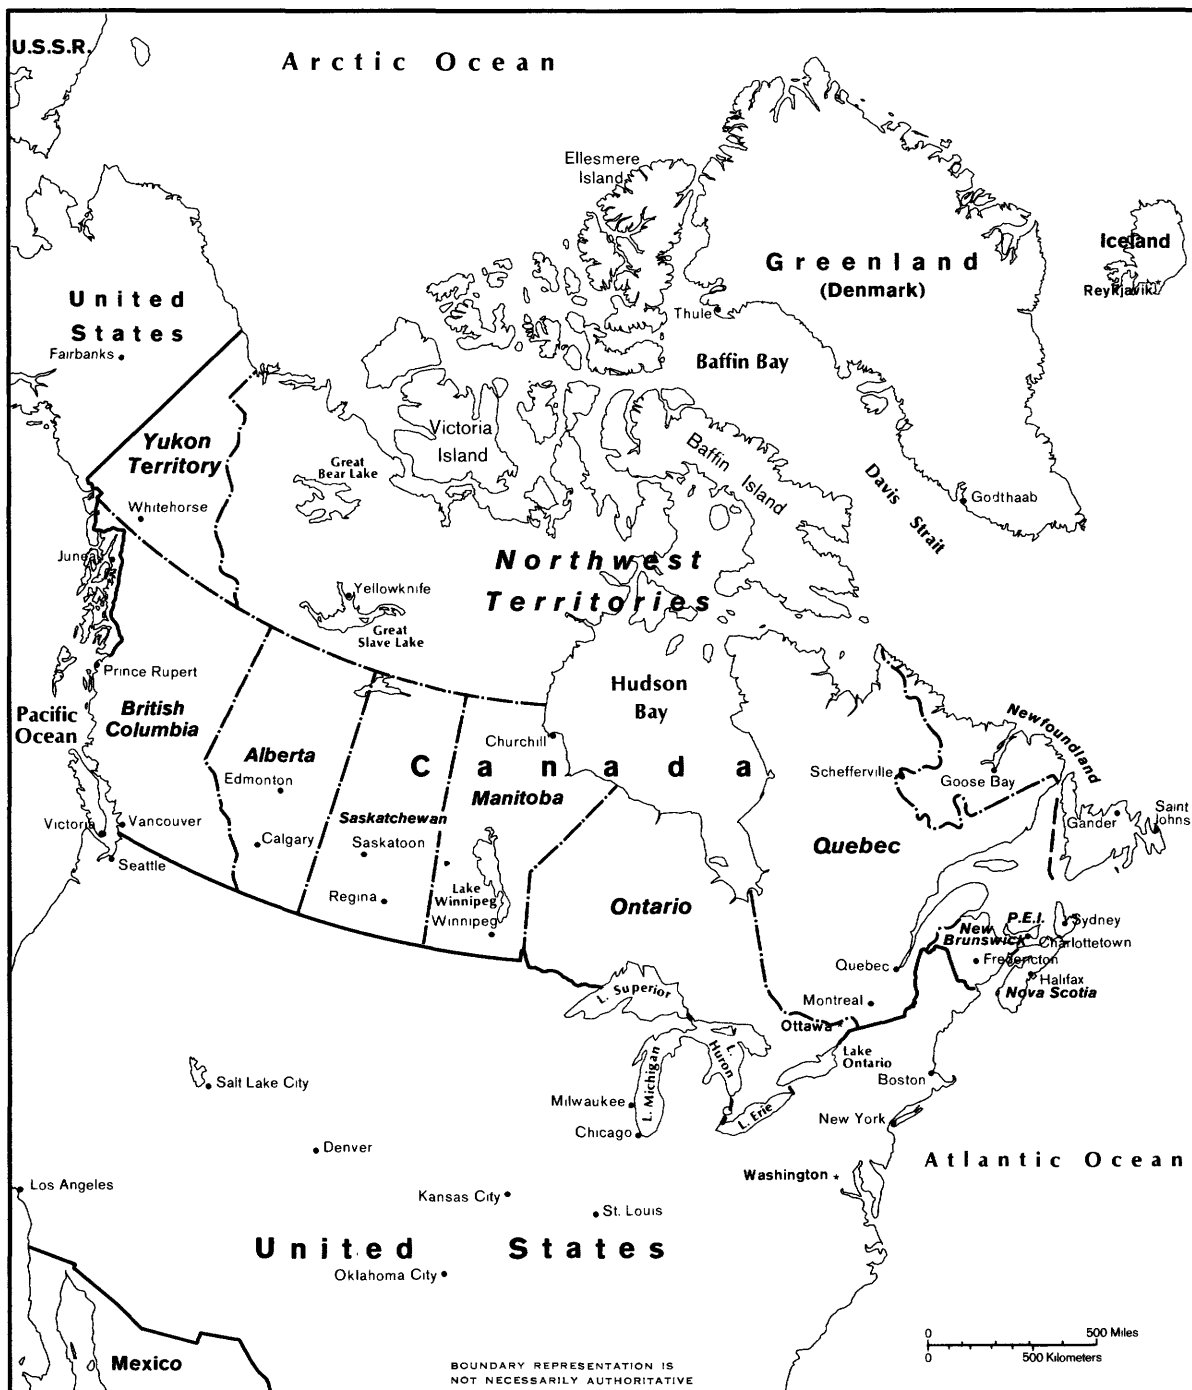 U.S.S.R.
Arctic Ocean
Ellesmere
Island
Iceland
Reykjaviki
Greenland
(Denmark)
United
States
Fairbanks
Thule
Baffin Bay
Victoria
Island
Yukon
Territory
Great
Bear Lake
Baffin Island
Davis Strait
Godthaab
Whitehorse
Juneau
Northwest
Territories
Yellowknife
Great
Slave Lake
Prince Rupert
Hudson
Bay
Pacific
Ocean
British
Columbia
Newfoundland
Churchill
Alberta
Edmonton
Canada
Schefferville
Goose Bay
Manitoba
Saskatchewan
Saskatoon
Victoria
Vancouver
Seattle
Calgary
Quebec
Gander
Saint
Johns
Regina
Lake
Winnipeg
Winnipeg
Ontario
P.E.I.
Sydney
New
Brunswick
Charlottetown
Fredericton
Quebec
Halifax
Nova Scotia
L. Superior
Montreal
Ottawa
L. Michigan
L. Huron
Lake
Ontario
L. Erie
Boston
Salt Lake City
Milwaukee
Chicago
New York
Denver
Atlantic Ocean
Washington
Los Angeles
Kansas City
St. Louis
United States
Oklahoma City
Mexico
0 500 Miles
0 500 Kilometers
BOUNDARY REPRESENTATION IS
NOT NECESSARILY AUTHORITATIVE